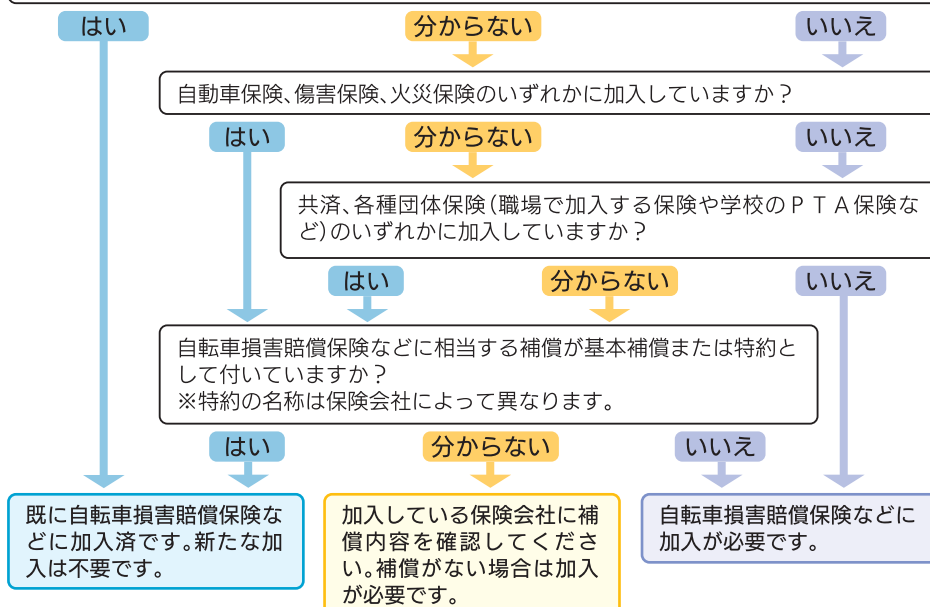 はい
分からない
いいえ
自動車保険、傷害保険、火災保険のいずれかに加入していますか？
はい
分からない
いいえ
共済、各種団体保険（職場で加入する保険や学校のＰＴＡ保険な
ど）のいずれかに加入していますか？
はい
分からない
いいえ
自転車損害賠償保険などに相当する補償が基本補償または特約と
して付いていますか？
※特約の名称は保険会社によって異なります。
はい
分からない
いいえ
既に自転車損害賠償保険な
どに加入済です。新たな加
入は不要です。
加入している保険会社に補
償内容を確認してくださ
い。補償がない場合は加入
が必要です。
自転車損害賠償保険などに
加入が必要です。